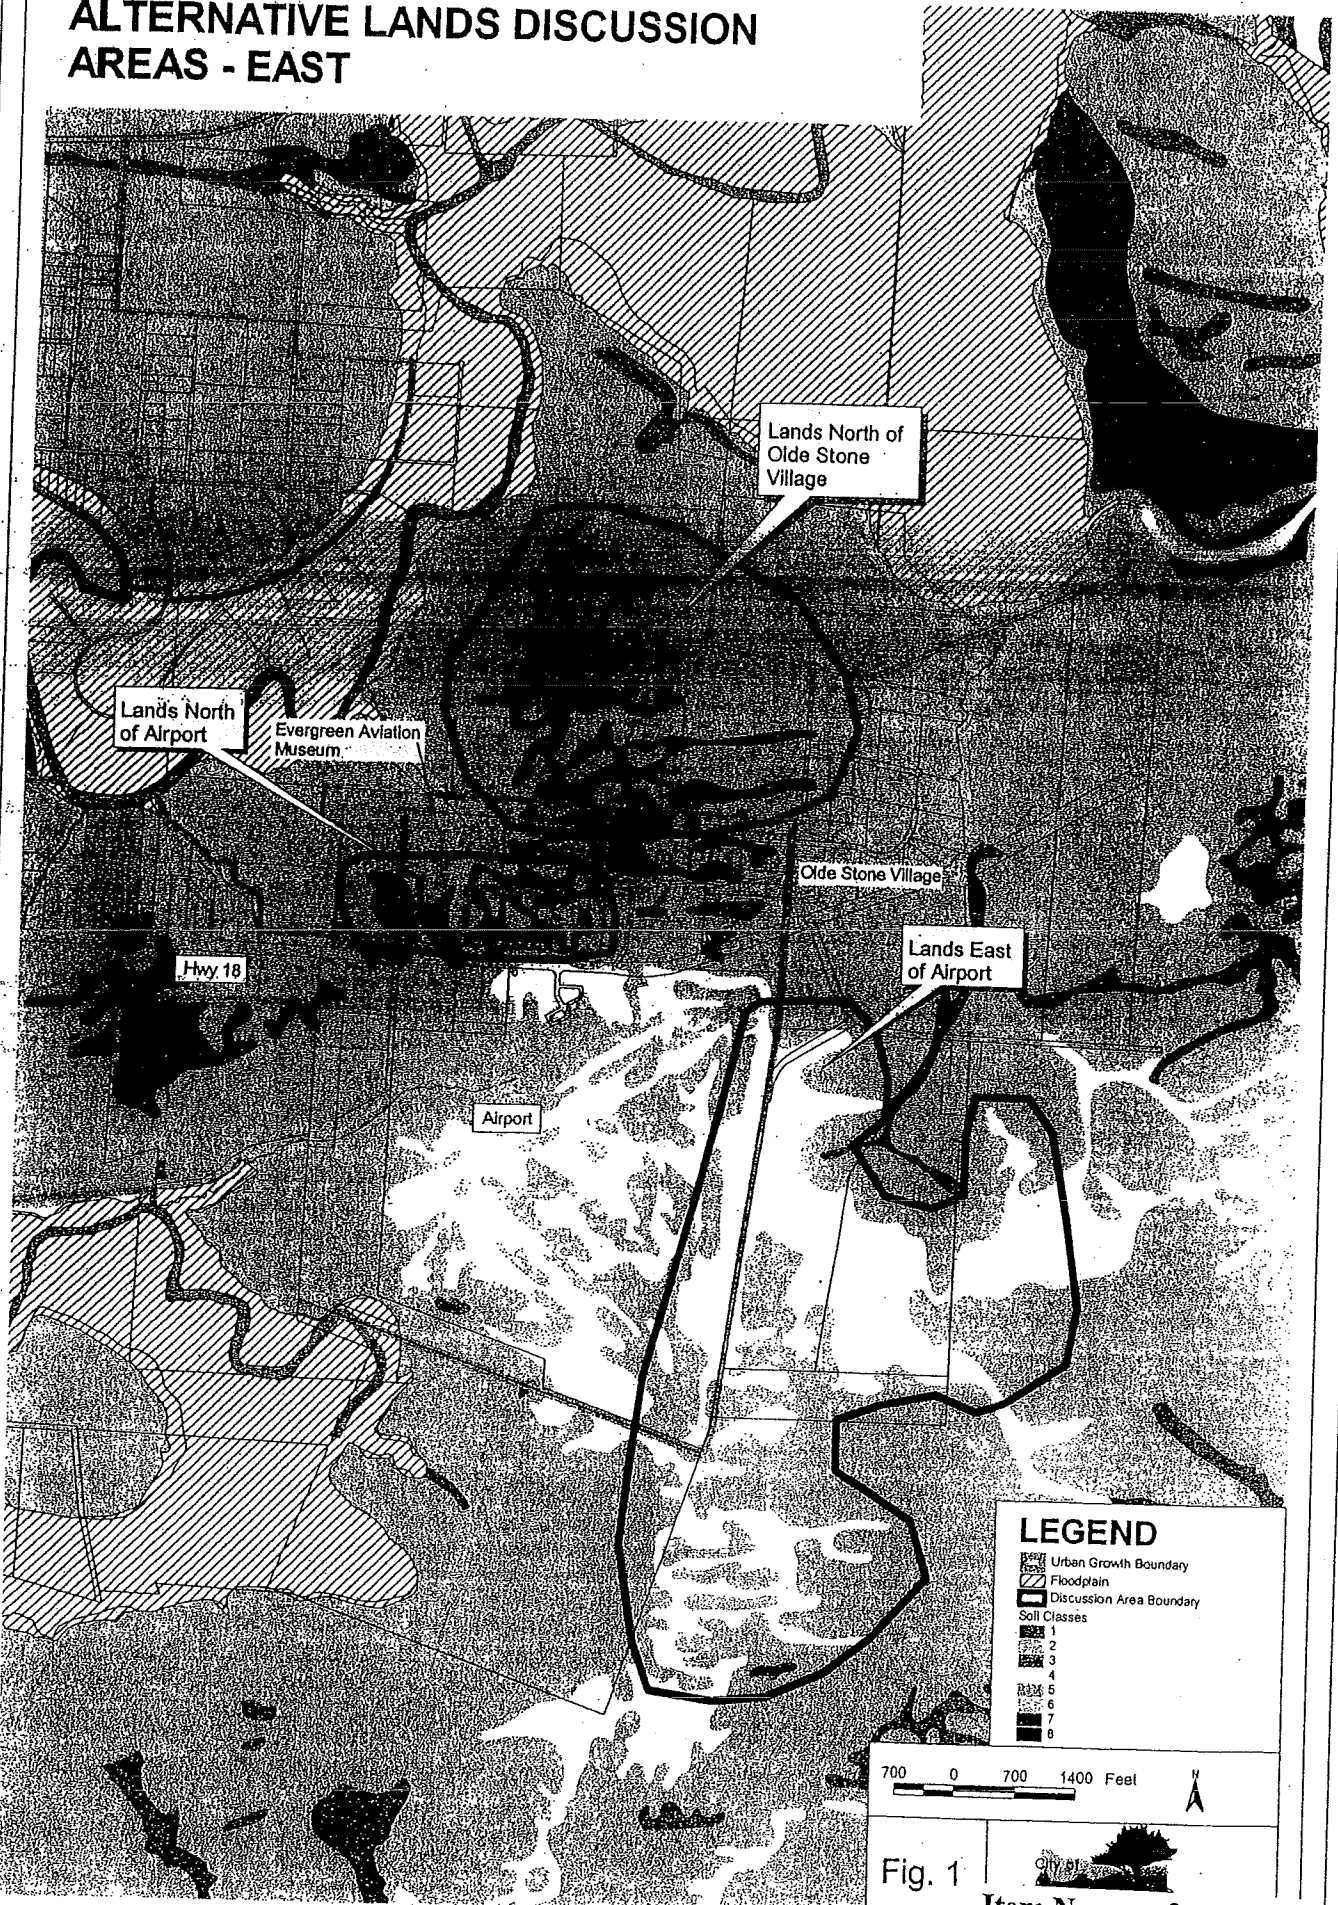 ALTERNATIVE LANDS DISCUSSION
AREAS - EAST
Lands North of
Olde Stone
Village
Lands North
of Airport
Evergreen Aviation
Museum
Olde Stone Village
Lands East
of Airport
Hwy 18
Airport
LEGEND
Urban Growth Boundary
Floodplain
Discussion Area Boundary
Soil Classes
1
2
3
4
5
6
7
8
700 0 700 1400 Feet
N
Fig. 1
City of